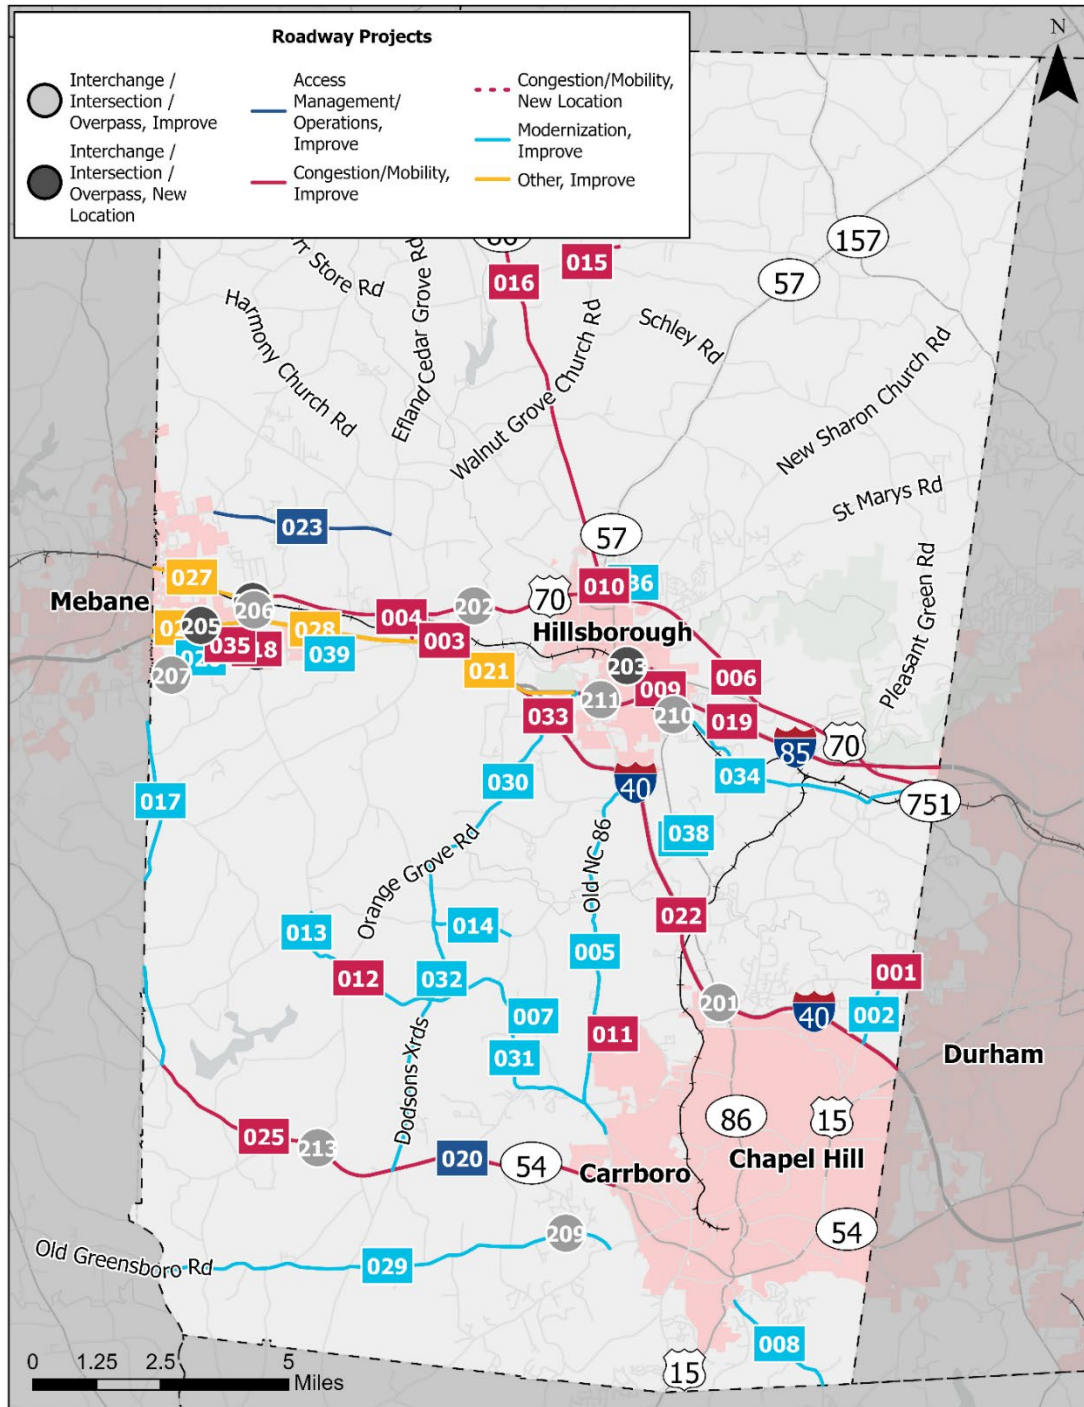 Roadway Projects
N
Interchange /
Intersection /
Overpass, Improve
Interchange /
Intersection /
Overpass, New
Location
Access
Management/
Operations,
Improve
Congestion/Mobility,
Improve
Congestion/Mobility,
New Location
Modernization,
Improve
Other, Improve
157
57
016
015
Store Rd
Efland Cedar Grove
Harmony Church Rd
Walnut Grove Church Rd
Schley Rd
New Sharon Church Rd
St Marys Rd
Pleasant Green Rd
57
023
027
010
70
202
206
004
Mebane
205
028
035
039
003
Hillsborough
021
203
207
009
006
211
210
033
019
70
85
40
034
751
030
017
038
Orange Grove Rd
Old NC 86
022
014
013
005
012
032
001
201
40
002
007
011
Durham
031
Dodsons Xrds
86
15
025
213
020
54
Chapel Hill
Carrboro
54
209
Old Greensboro Rd
029
008
15
0 1.25 2.5 5
Miles